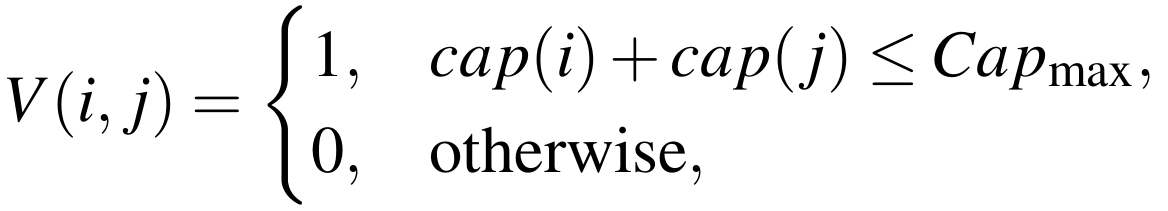 V(i, j) = { 1, cap(i) + cap(j) ≤ Cap_max,
0, otherwise,